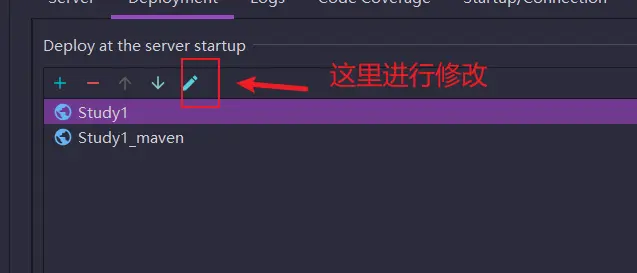 Server Deployment Logs Code Coverage Startup/Connection
Deploy at the server startup
这里进行修改
Study1
Study1_maven